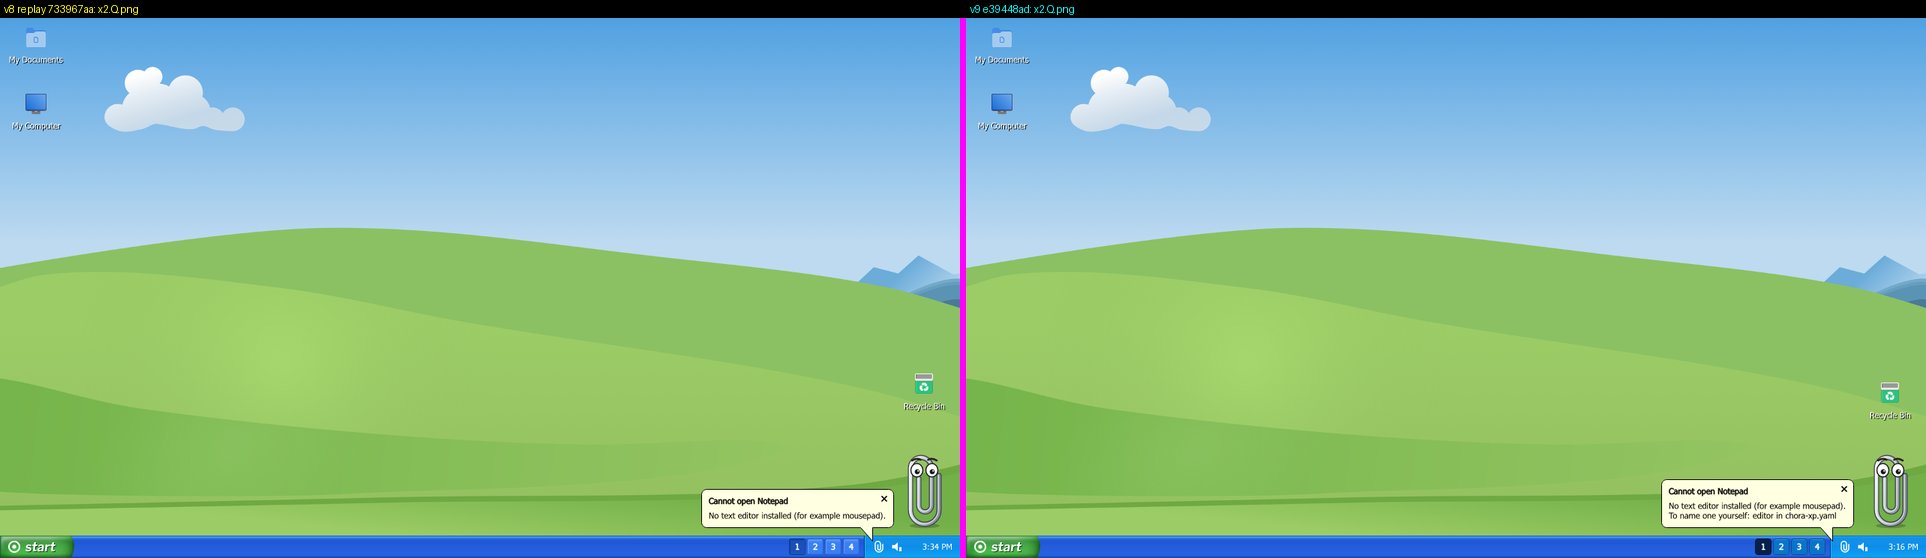 v8 replay 733967aa: x2.Q.png
My Documents
My Computer
Recycle Bin
Cannot open Notepad
No text editor installed (for example mousepad).
start
1 2 3 4
3:34 PM
v9 e39448ad: x2.Q.png
My Documents
My Computer
Recycle Bin
Cannot open Notepad
No text editor installed (for example mousepad).
To name one yourself: editor in chora-xp.yaml
start
1 2 3 4
3:16 PM